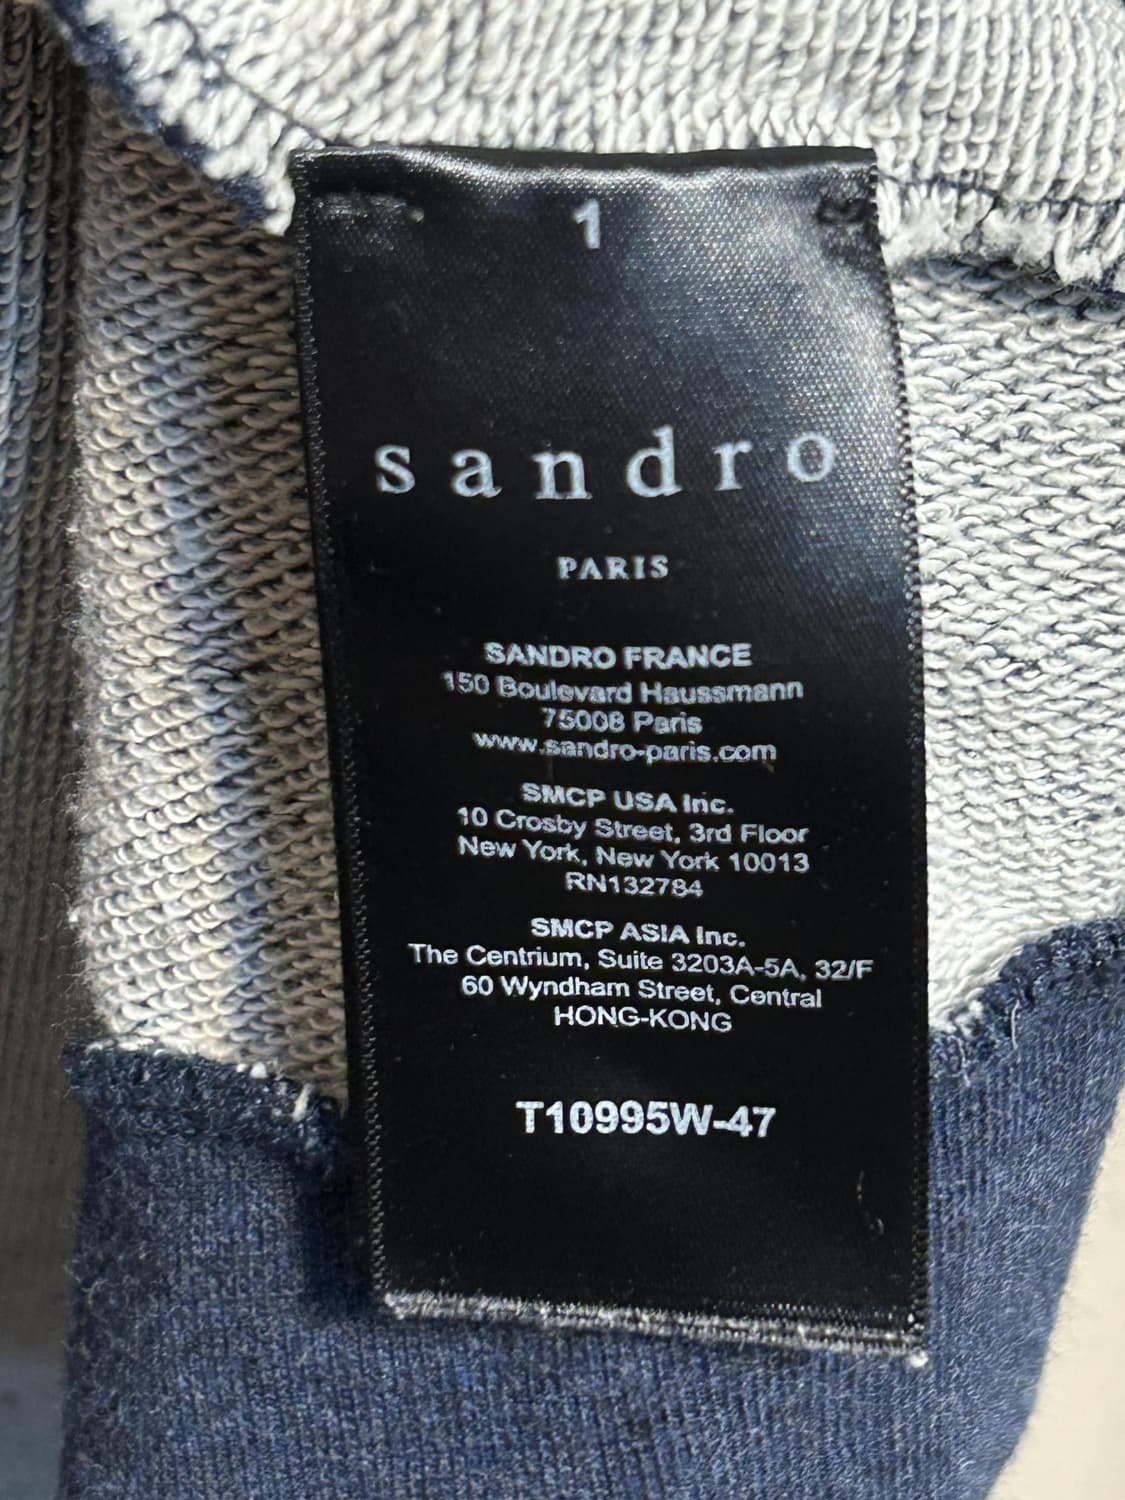 1
sandro
PARIS
SANDRO FRANCE
150 Boulevard Haussmann
75008 Paris
www.sandro-paris.com
SMCP USA Inc.
10 Crosby Street, 3rd Floor
New York, New York 10013
RN132784
SMCP ASIA Inc.
The Centrium, Suite 3203A-5A, 32/F
60 Wyndham Street, Central
HONG-KONG
T10995W-47